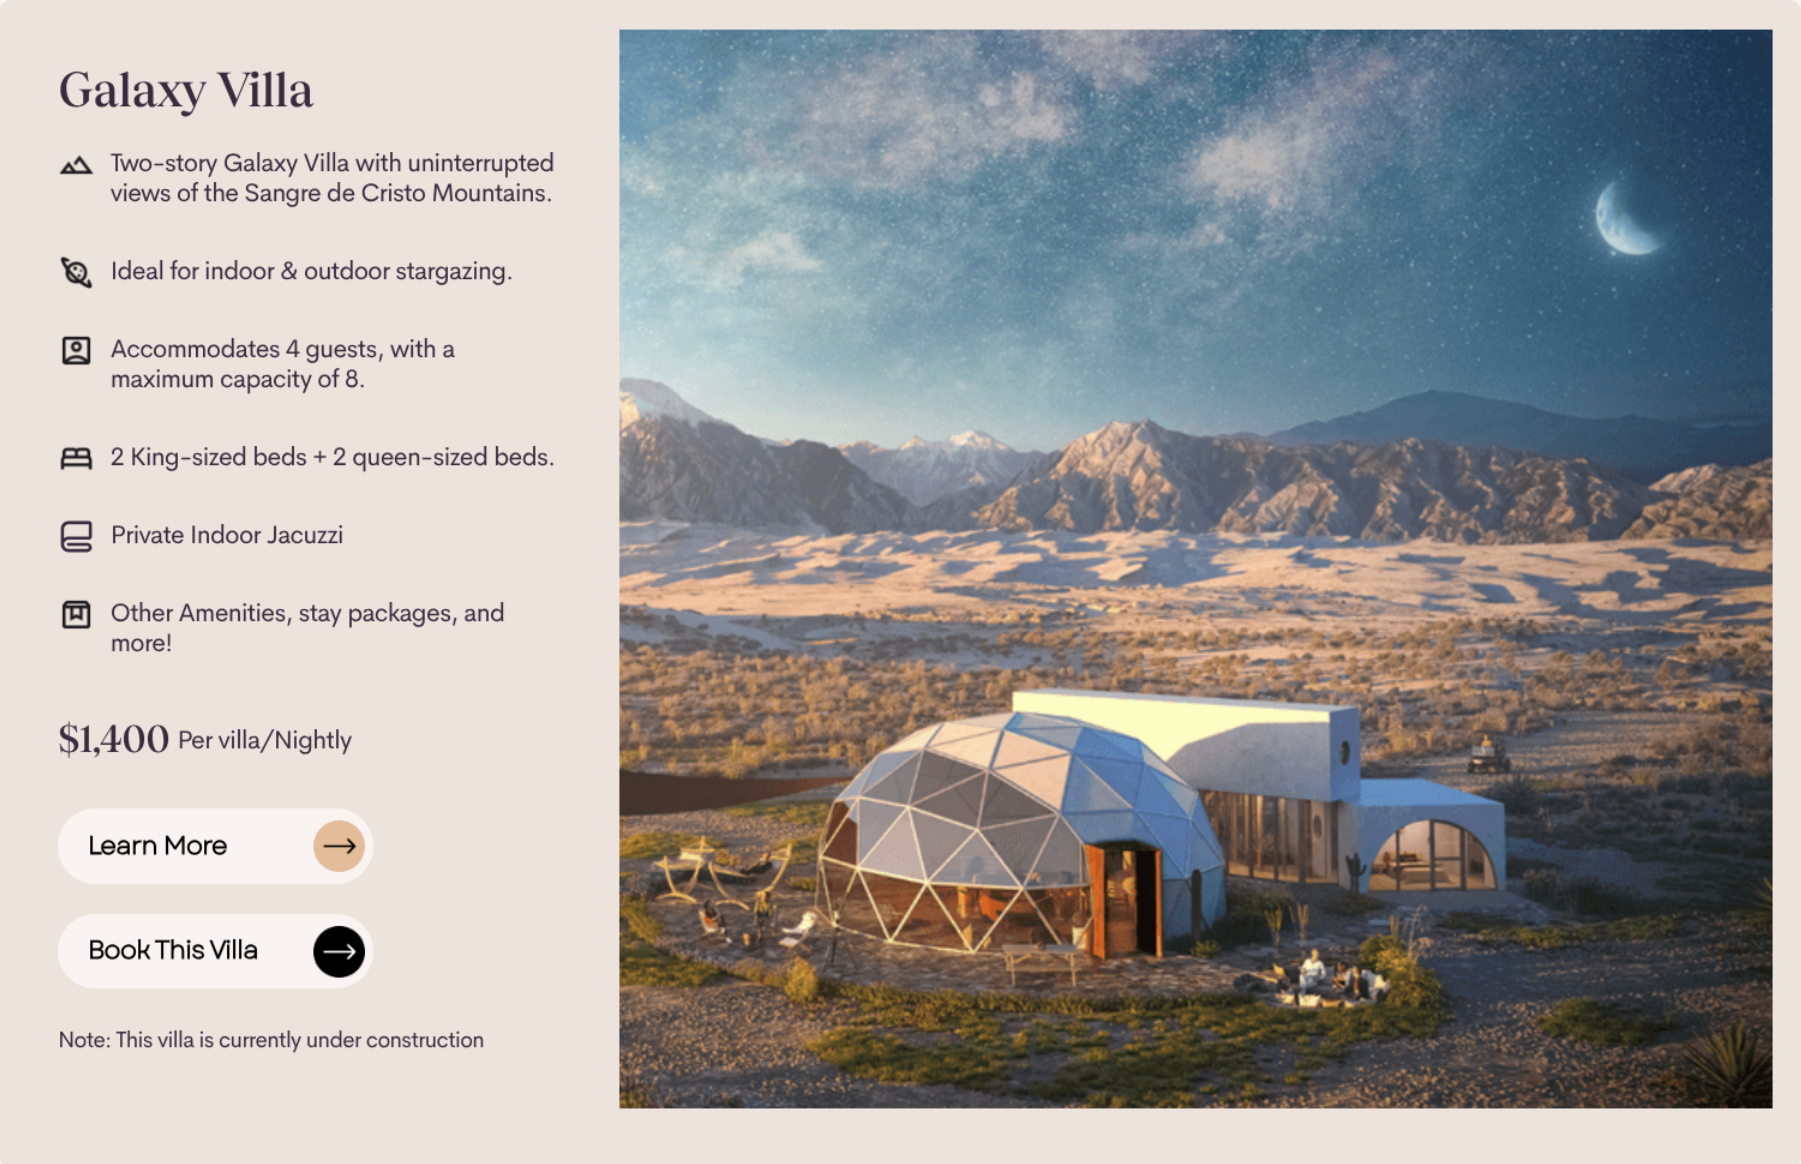 Galaxy Villa
Two-story Galaxy Villa with uninterrupted
views of the Sangre de Cristo Mountains.
Ideal for indoor & outdoor stargazing.
Accommodates 4 guests, with a
maximum capacity of 8.
2 King-sized beds + 2 queen-sized beds.
Private Indoor Jacuzzi
Other Amenities, stay packages, and
more!
$1,400 Per villa/Nightly
Learn More
Book This Villa
Note: This villa is currently under construction